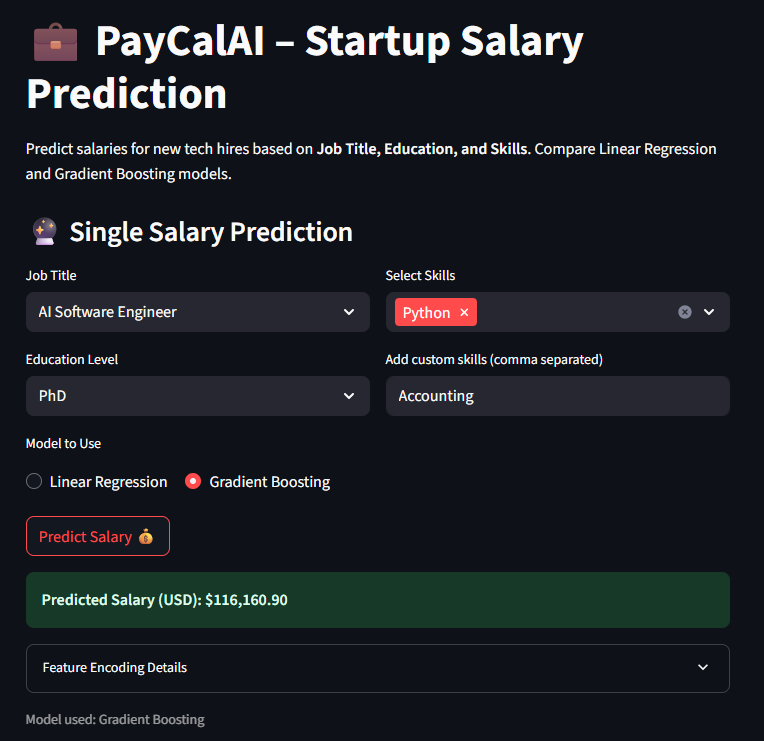 PayCalAI – Startup Salary
Prediction
Predict salaries for new tech hires based on Job Title, Education, and Skills. Compare Linear Regression
and Gradient Boosting models.
Single Salary Prediction
Job Title
Select Skills
AI Software Engineer
Python ×
Education Level
Add custom skills (comma separated)
PhD
Accounting
Model to Use
Linear Regression
Gradient Boosting
Predict Salary
Predicted Salary (USD): $116,160.90
Feature Encoding Details
Model used: Gradient Boosting